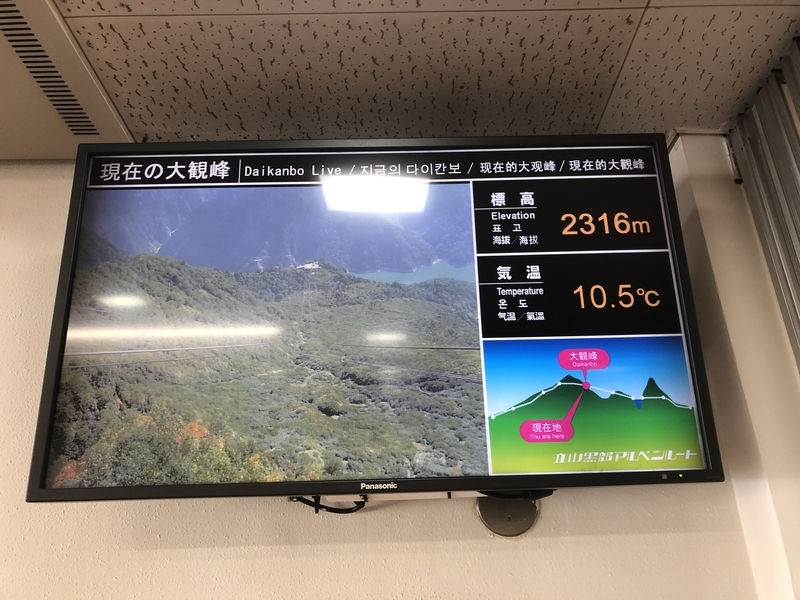 現在の大観峰 Daikanbo Live / 지금의 다이칸보 / 现在的大观峰 / 現在的大觀峰
標高
Elevation
표고
海拔／海拔
2316m
気温
Temperature
온도
气温／氣溫
10.5℃
大観峰
Daikanbo
現在地
You are here
立山黒部アルペンルート
Panasonic